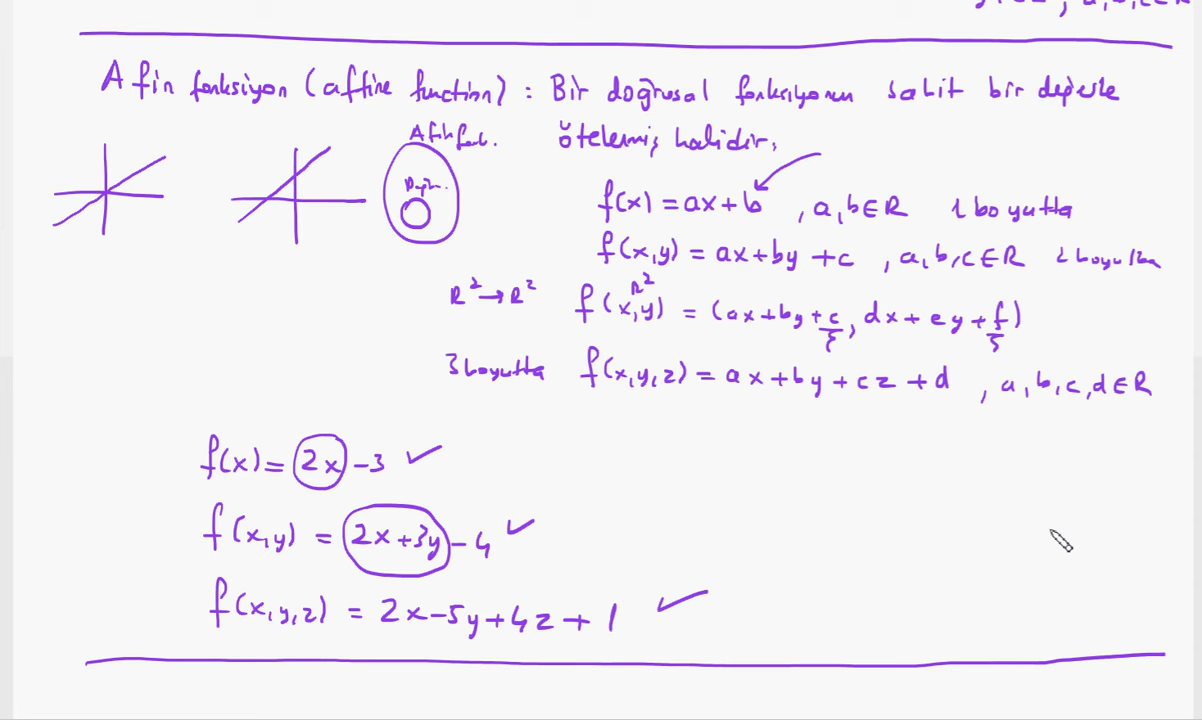 Afin fonksiyon (affine function) : Bir doğrusal fonksiyonun sabit bir değerle
ötelemiş halidir.
Afin fonk.
f(x) = ax + b , a,b ∈ R 1 boyutta
f(x,y) = ax + by + c , a,b,c ∈ R 2 boyutta
R² → R² f(x,y) = (ax + by + c, dx + ey + f)
R²
3 boyutta f(x,y,z) = ax + by + cz + d , a,b,c,d ∈ R
f(x) = 2x - 3 ✓
f(x,y) = 2x + 3y - 4 ✓
f(x,y,z) = 2x - 5y + 4z + 1 ✓